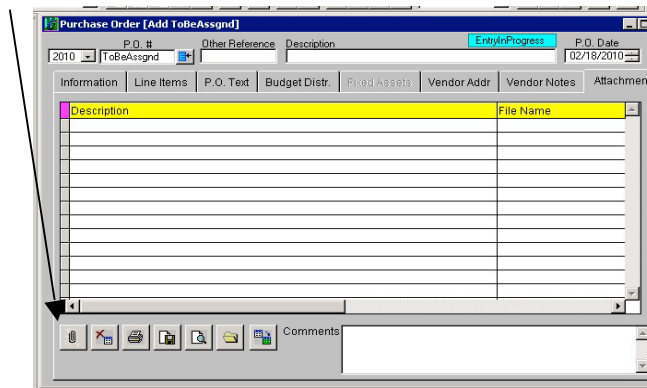 Purchase Order [Add ToBeAssgnd]
P.O. # Other Reference Description EntryInProgress P.O. Date
2010 ToBeAssgnd 02/18/2010
Information Line Items P.O. Text Budget Distr. Fixed Assets Vendor Addr Vendor Notes Attachmen
Description File Name
Comments